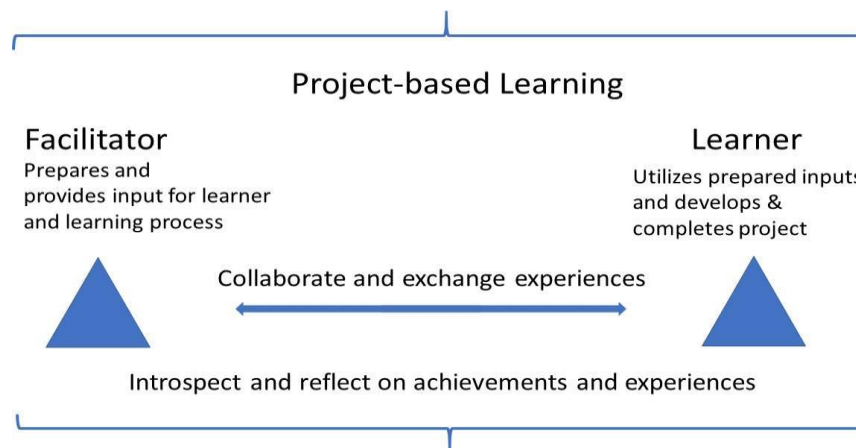 Project-based Learning
Facilitator
Prepares and
provides input for learner
and learning process
Learner
Utilizes prepared inputs
and develops &
completes project
Collaborate and exchange experiences
Introspect and reflect on achievements and experiences